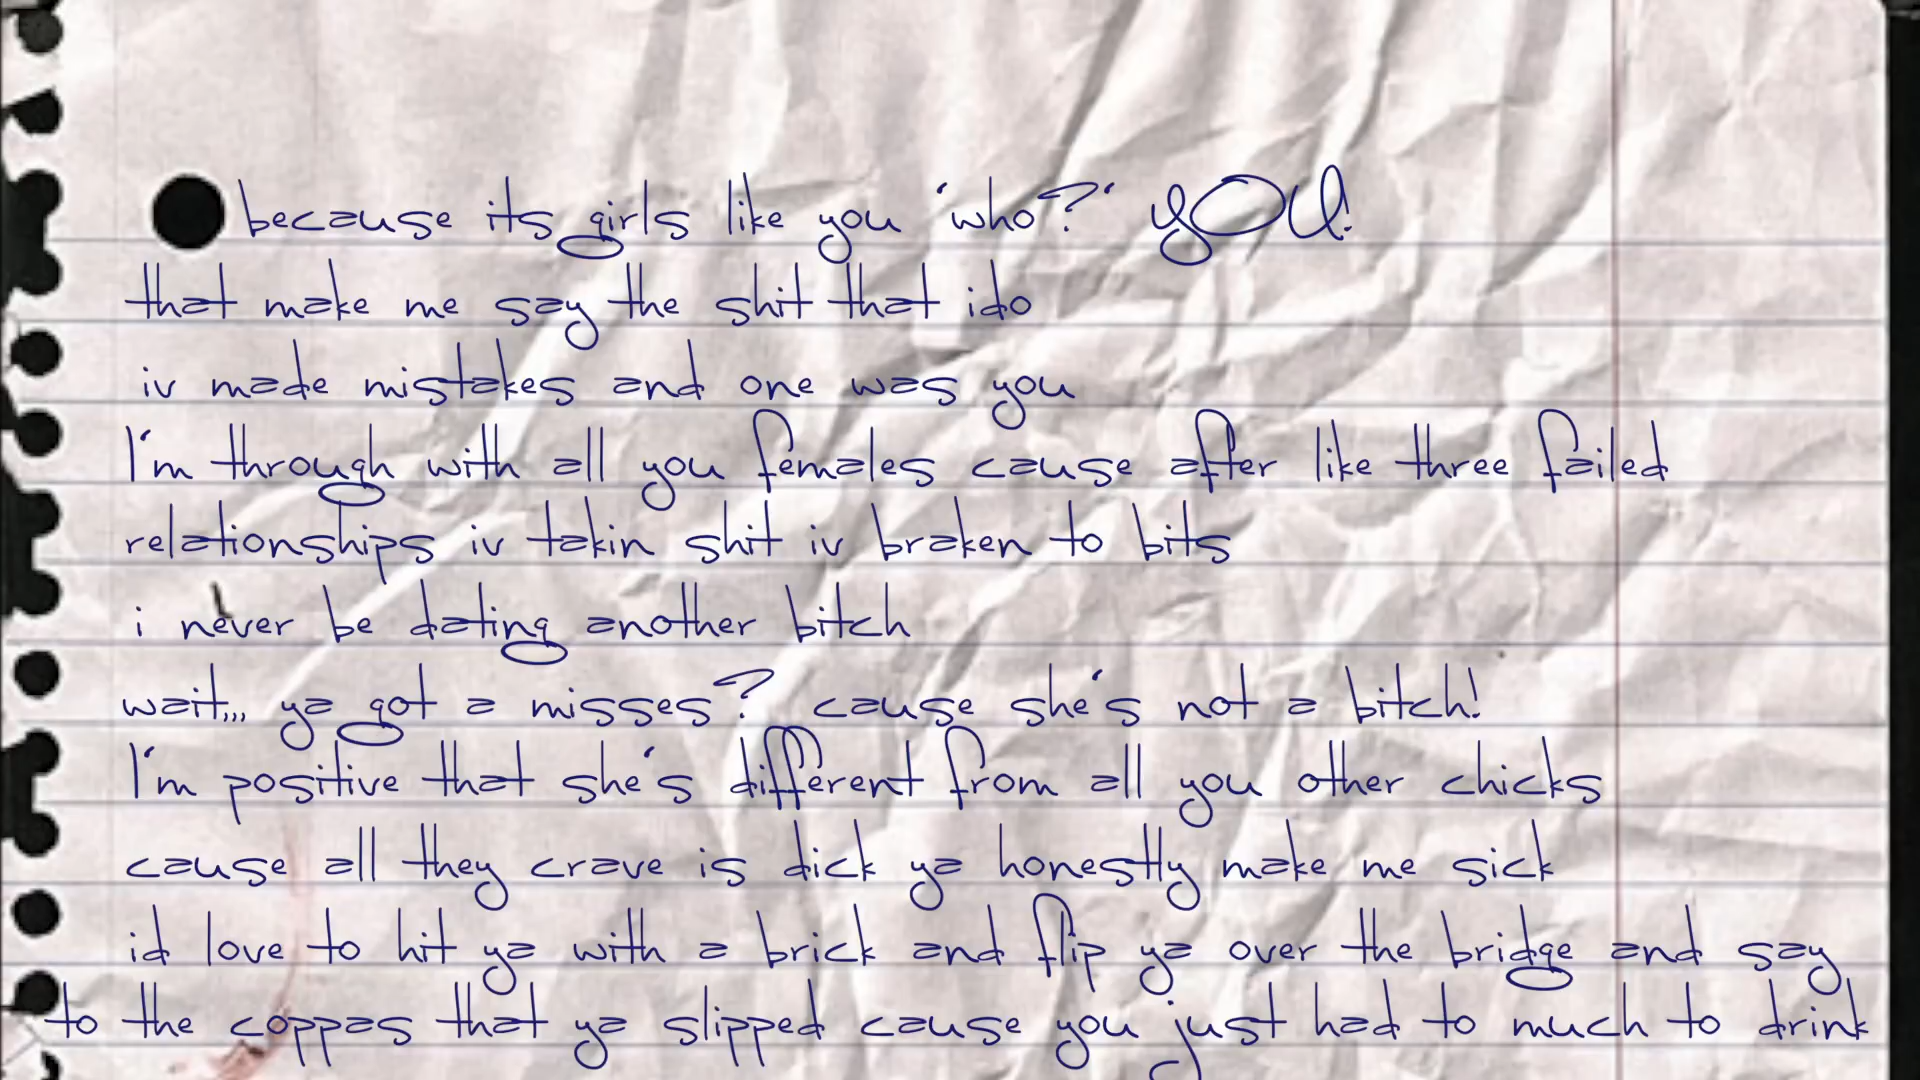 because its girls like you 'who?' yOU!
that make me say the shit that ido
iv made mistakes and one was you
I'm through with all you females cause after like three failed
relationships iv takin shit iv braken to bits
i never be dating another bitch
wait,,, ya got a misses? cause she's not a bitch!
I'm positive that she's different from all you other chicks
cause all they crave is dick ya honestly make me sick
id love to hit ya with a brick and flip ya over the bridge and say
to the coppas that ya slipped cause you just had to much to drink